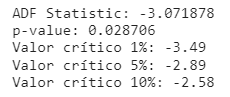 ADF Statistic: -3.071878
p-value: 0.028706
Valor crítico 1%: -3.49
Valor crítico 5%: -2.89
Valor crítico 10%: -2.58